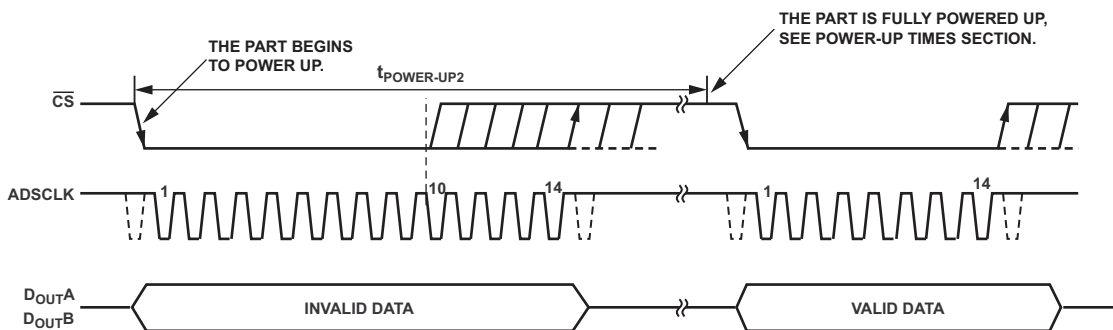 THE PART BEGINS
TO POWER UP.
THE PART IS FULLY POWERED UP,
SEE POWER-UP TIMES SECTION.
tPOWER-UP2
CS
ADSCLK
1
10
14
1
14
DOUTA
DOUTB
INVALID DATA
VALID DATA